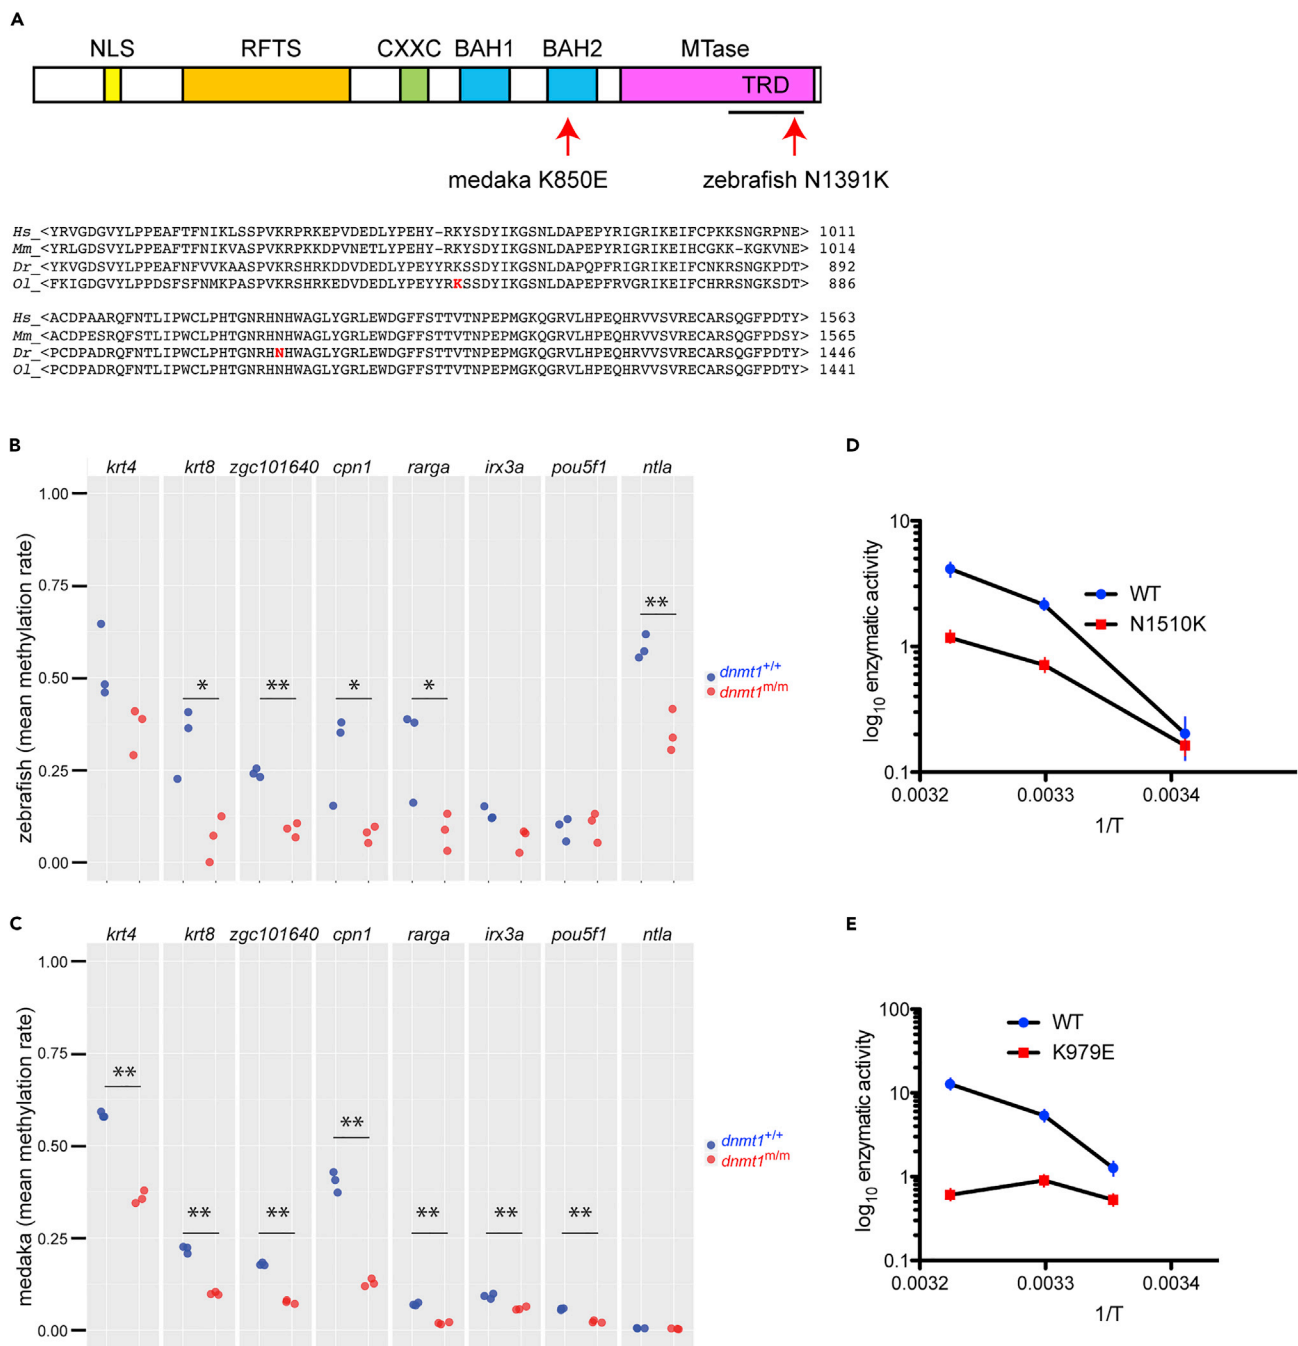 A
NLS RFTS CXXC BAH1 BAH2 MTase
TRD
medaka K850E zebrafish N1391K
Hs_<YRVGDGVYLPPEAFTFNIKLSSPVKRPRKEPVDEDLYPEHY-RKYSDYIKGSNLDAPEPYRIGRIKEIFCPKKSNGRPNE> 1011
Mm_<YRLGDSVYLPPEAFTFNIKVASPVKRPKKDPVNETLYPEHY-RKYSDYIKGSNLDAPEPYRIGRIKEIHCGKK-KGKVNE> 1014
Dr_<YKVGDGVYLPPEAFNFVVKAASPVKRSHRKDDVDEDLYPEYYRKSSDYIKGSNLDAPQPFRIGRIKEIFCNKRSNGKPDT> 892
Ol_<FKIGDGVYLPPDSFSFNMKPASPVKRSHRKEDVDEDLYPEYYRKSSDYIKGSNLDAPEPFRVGRIKEIFCHRRSNGKSDT> 886
Hs_<ACDPAARQFNTLIPWCLPHTGNRHNHWAGLYGRLEWDGFFSTTVTNPEPMGKQGRVLHPEQHRVVSVRECARSQGFPDTY> 1563
Mm_<ACDPESRQFNTLIPWCLPHTGNRHNHWAGLYGRLEWDGFFSTTVTNPEPMGKQGRVLHPEQHRVVSVRECARSQGFPDSY> 1565
Dr_<PCDPADRQFNTLIPWCLPHTGNRHNHWAGLYGRLEWDGFFSTTVTNPEPMGKQGRVLHPEQHRVVSVRECARSQGFPDTY> 1446
Ol_<PCDPADRQFNTLIPWCLPHTGNRHNHWAGLYGRLEWDGFFSTTVTNPEPMGKQGRVLHPEQHRVVSVRECARSQGFPDTY> 1441
B
krt4 krt8 zgc101640 cpn1 rarga irx3a pou5f1 ntla
zebrafish (mean methylation rate)
1.00
0.75
0.50
0.25
0.00
* ** * * **
dnmt1+/+
dnmt1m/m
D
log10 enzymatic activity
10
1
0.1
WT
N1510K
0.0032 0.0033 0.0034
1/T
C
krt4 krt8 zgc101640 cpn1 rarga irx3a pou5f1 ntla
medaka (mean methylation rate)
1.00
0.75
0.50
0.25
0.00
** ** ** ** ** ** **
dnmt1+/+
dnmt1m/m
E
log10 enzymatic activity
100
10
1
0.1
WT
K979E
0.0032 0.0033 0.0034
1/T